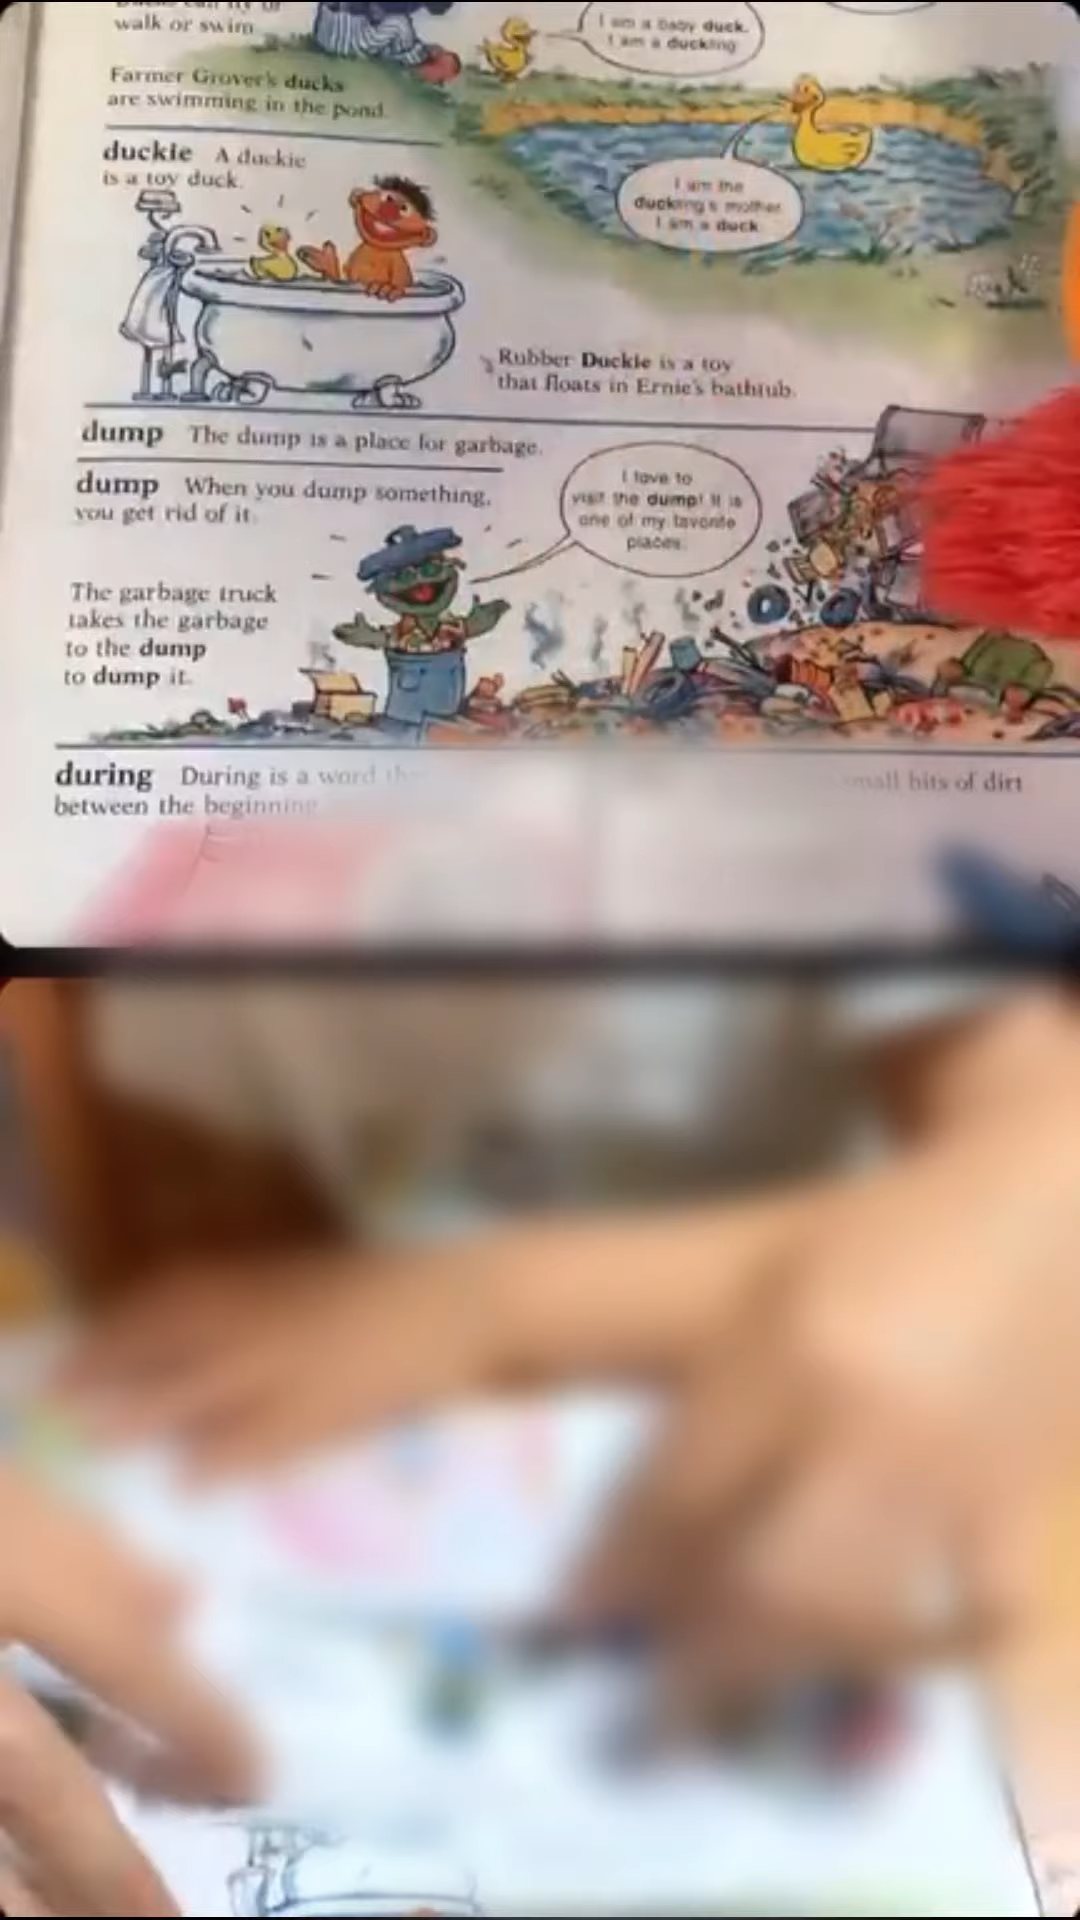 walk or swim
I am a baby duck.
I am a duckling
Farmer Grover's ducks
are swimming in the pond.
duckie A duckie
is a toy duck.
I am the
duckling's mother.
I am a duck
Rubber Duckie is a toy
that floats in Ernie's bathtub.
dump The dump is a place for garbage.
dump When you dump something,
you get rid of it.
I love to
visit the dump! It is
one of my favorite
places.
The garbage truck
takes the garbage
to the dump
to dump it.
during During is a word
between the beginning
small bits of dirt